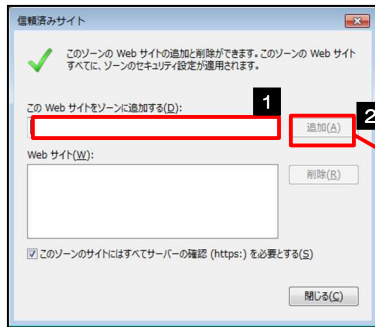 信頼済みサイト
このゾーンの Web サイトの追加と削除ができます。このゾーンの Web サイト
すべてに、ゾーンのセキュリティ設定が適用されます。
この Web サイトをゾーンに追加する(D):
1
追加(A)
2
Web サイト(W):
削除(R)
このゾーンのサイトにはすべてサーバーの確認 (https:) を必要とする(S)
閉じる(C)